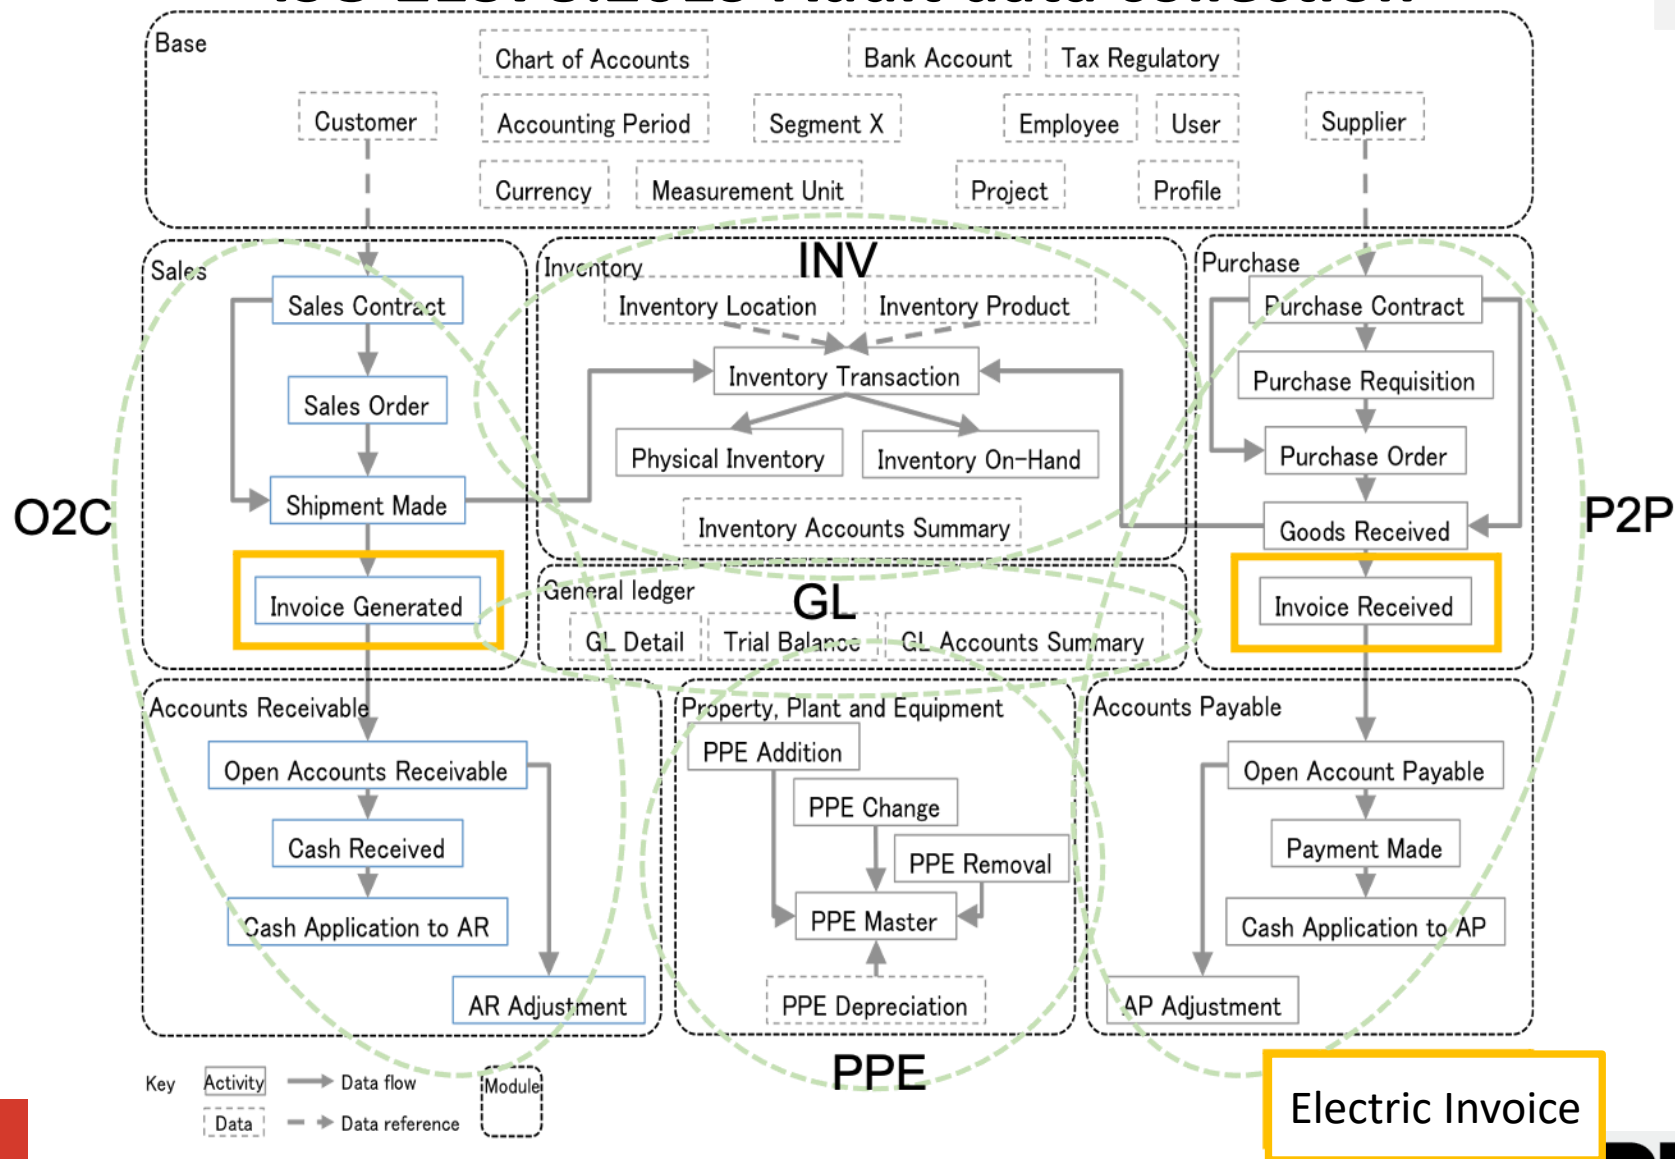 Base
Chart of Accounts
Bank Account
Tax Regulatory
Customer
Accounting Period
Segment X
Employee
User
Supplier
Currency
Measurement Unit
Project
Profile
Sales
Sales Contract
Sales Order
Shipment Made
Invoice Generated
O2C
Inventory
INV
Inventory Location
Inventory Product
Inventory Transaction
Physical Inventory
Inventory On-Hand
Inventory Accounts Summary
General ledger
GL
GL Detail
Trial Balance
GL Accounts Summary
Purchase
Purchase Contract
Purchase Requisition
Purchase Order
Goods Received
Invoice Received
P2P
Accounts Receivable
Open Accounts Receivable
Cash Received
Cash Application to AR
AR Adjustment
Property, Plant and Equipment
PPE Addition
PPE Change
PPE Removal
PPE Master
PPE Depreciation
PPE
Accounts Payable
Open Account Payable
Payment Made
Cash Application to AP
AP Adjustment
Key
Activity
Data flow
Module
Data
Data reference
Electric Invoice